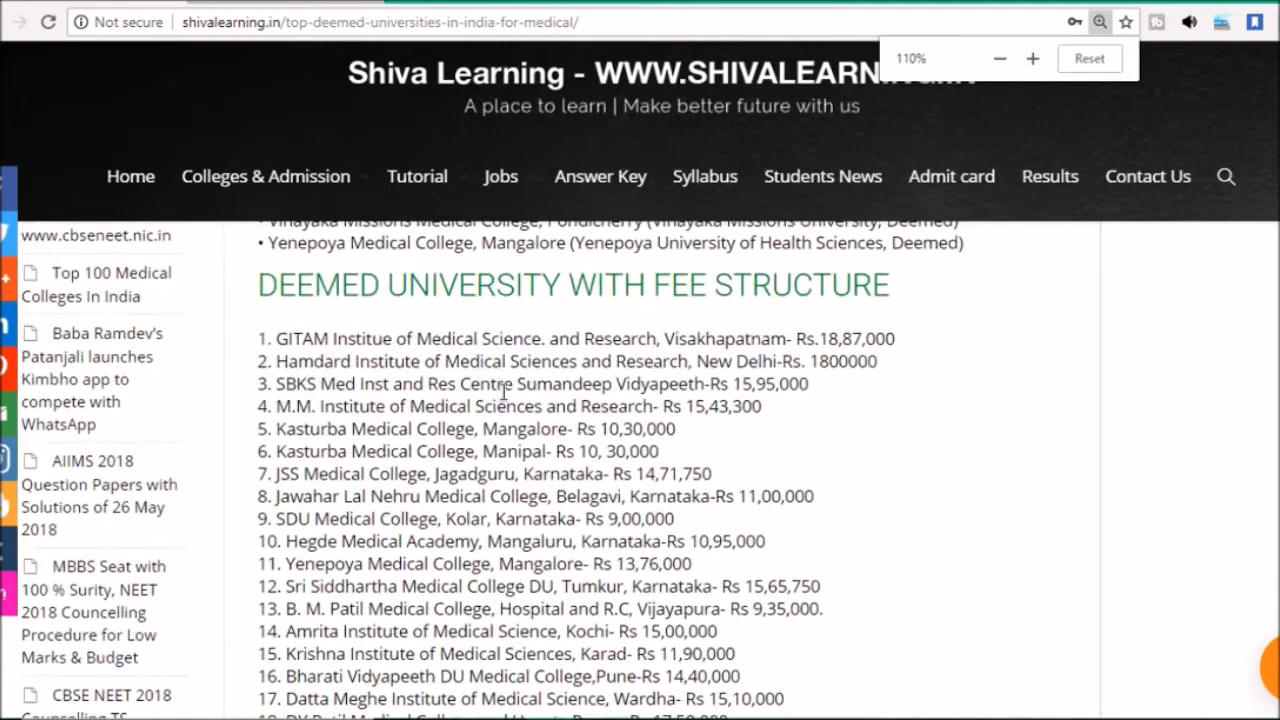 Not secure
shivalearning.in/top-deemed-universities-in-india-for-medical/
110%
Reset
Shiva Learning - WWW.SHIVALEARN
A place to learn | Make better future with us
Home
Colleges & Admission
Tutorial
Jobs
Answer Key
Syllabus
Students News
Admit card
Results
Contact Us
www.cbseneet.nic.in
Top 100 Medical
Colleges In India
Baba Ramdev's
Patanjali launches
Kimbho app to
compete with
WhatsApp
AIIMS 2018
Question Papers with
Solutions of 26 May
2018
MBBS Seat with
100 % Surity, NEET
2018 Councelling
Procedure for Low
Marks & Budget
CBSE NEET 2018
Counselling TS
• Vinayaka Missions Medical College, Pondicherry (Vinayaka Missions University, Deemed)
• Yenepoya Medical College, Mangalore (Yenepoya University of Health Sciences, Deemed)
DEEMED UNIVERSITY WITH FEE STRUCTURE
1. GITAM Institue of Medical Science. and Research, Visakhapatnam- Rs.18,87,000
2. Hamdard Institute of Medical Sciences and Research, New Delhi-Rs. 1800000
3. SBKS Med Inst and Res Centre Sumandeep Vidyapeeth-Rs 15,95,000
4. M.M. Institute of Medical Sciences and Research- Rs 15,43,300
5. Kasturba Medical College, Mangalore- Rs 10,30,000
6. Kasturba Medical College, Manipal- Rs 10, 30,000
7. JSS Medical College, Jagadguru, Karnataka- Rs 14,71,750
8. Jawahar Lal Nehru Medical College, Belagavi, Karnataka-Rs 11,00,000
9. SDU Medical College, Kolar, Karnataka- Rs 9,00,000
10. Hegde Medical Academy, Mangaluru, Karnataka-Rs 10,95,000
11. Yenepoya Medical College, Mangalore- Rs 13,76,000
12. Sri Siddhartha Medical College DU, Tumkur, Karnataka- Rs 15,65,750
13. B. M. Patil Medical College, Hospital and R.C, Vijayapura- Rs 9,35,000.
14. Amrita Institute of Medical Science, Kochi- Rs 15,00,000
15. Krishna Institute of Medical Sciences, Karad- Rs 11,90,000
16. Bharati Vidyapeeth DU Medical College,Pune-Rs 14,40,000
17. Datta Meghe Institute of Medical Science, Wardha- Rs 15,10,000